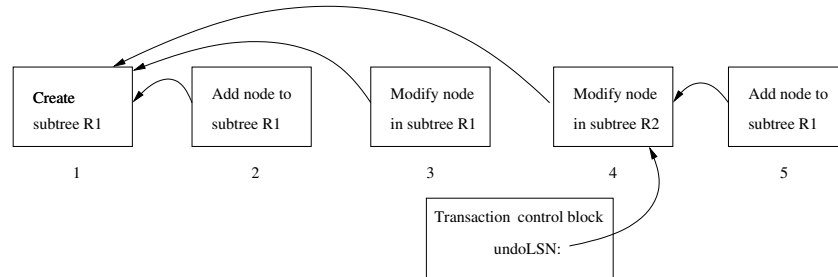 Create
subtree R1
Add node to
subtree R1
Modify node
in subtree R1
Modify node
in subtree R2
Add node to
subtree R1
1
2
3
4
5
Transaction control block
undoLSN: